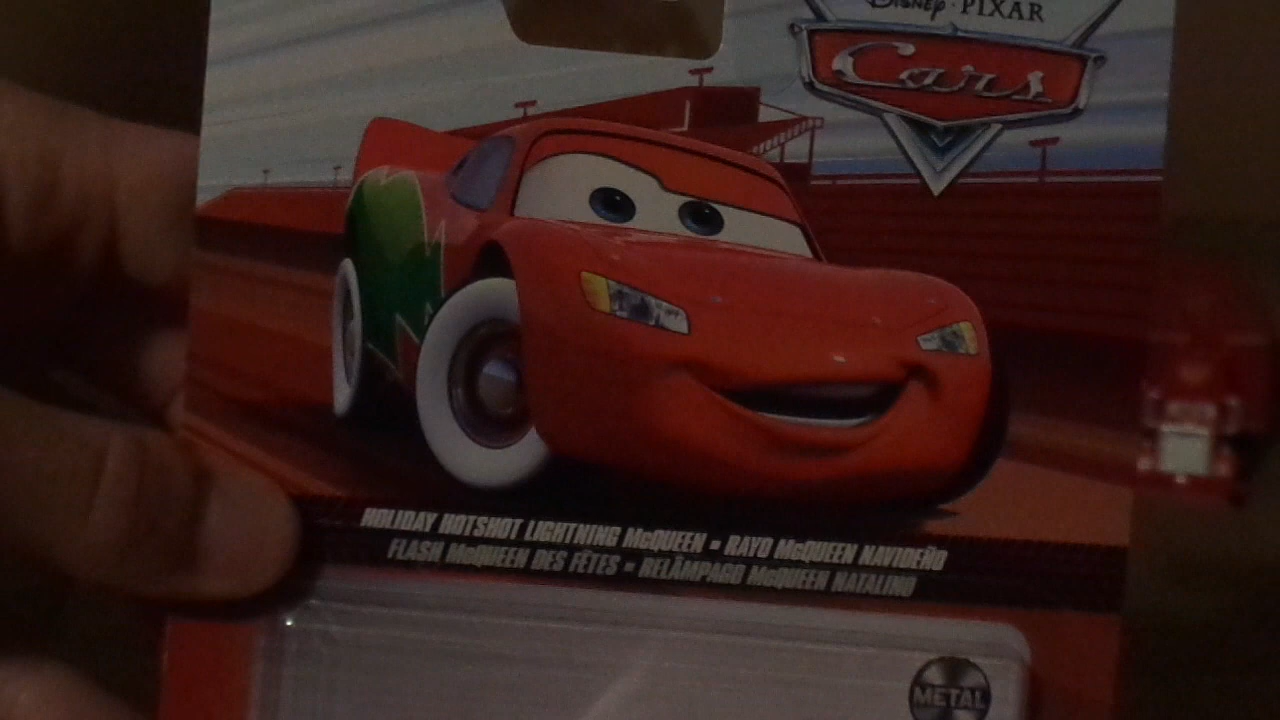 Disney · PIXAR
Cars
HOLIDAY HOTSHOT LIGHTNING McQUEEN • RAYO McQUEEN NAVIDEÑO
FLASH McQUEEN DES FÊTES • RELÂMPAGO McQUEEN NATALINO
METAL